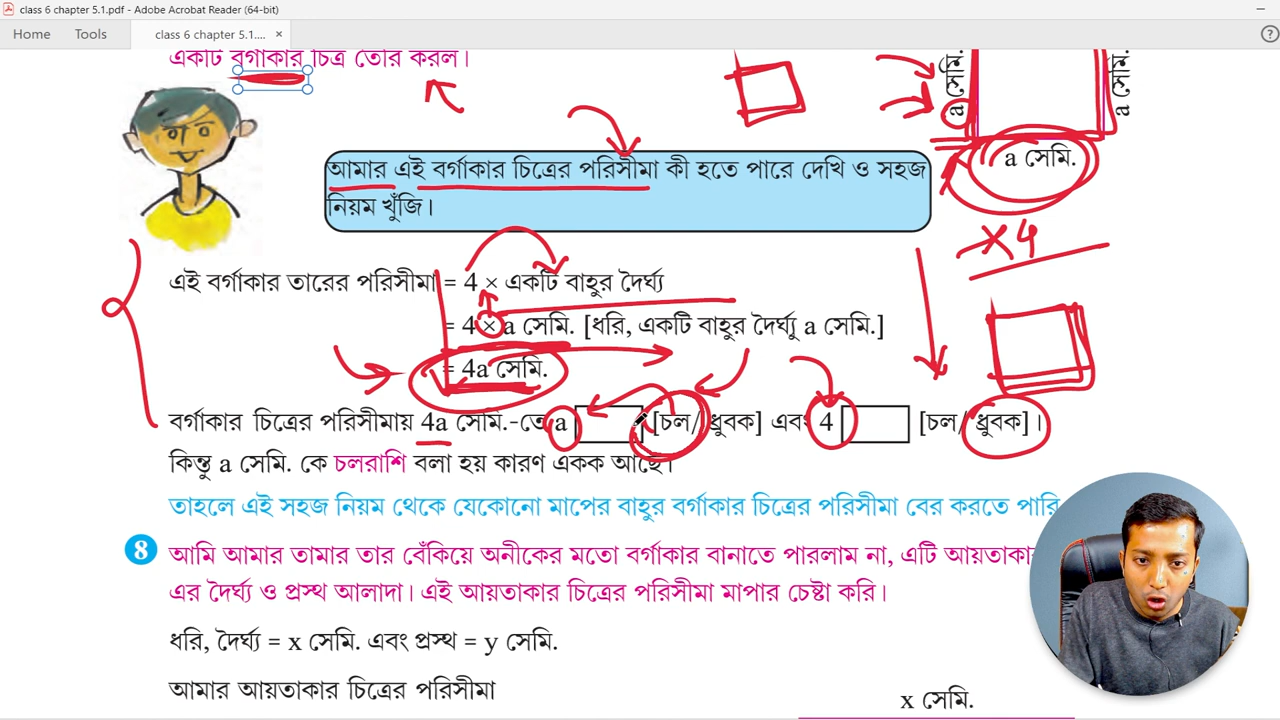 class 6 chapter 5.1.pdf - Adobe Acrobat Reader (64-bit)
Home Tools class 6 chapter 5.1....
একটি বর্গাকার চিত্র তৈরি করল।
a সেমি.
a সেমি.
a সেমি.
আমার এই বর্গাকার চিত্রের পরিসীমা কী হতে পারে দেখি ও সহজ
নিয়ম খুঁজি।
×4
এই বর্গাকার তারের পরিসীমা = 4 × একটি বাহুর দৈর্ঘ্য
= 4 × a সেমি. [ধরি, একটি বাহুর দৈর্ঘ্য a সেমি.]
= 4a সেমি.
বর্গাকার চিত্রের পরিসীমায় 4a সেমি.-তে a [চল/ধ্রুবক] এবং 4 [চল/ধ্রুবক]।
কিন্তু a সেমি. কে চলরাশি বলা হয় কারণ একক আছে।
তাহলে এই সহজ নিয়ম থেকে যেকোনো মাপের বাহুর বর্গাকার চিত্রের পরিসীমা বের করতে পারি
8 আমি আমার তামার তার বেঁকিয়ে অনীকের মতো বর্গাকার বানাতে পারলাম না, এটি আয়তাকা
এর দৈর্ঘ্য ও প্রস্থ আলাদা। এই আয়তাকার চিত্রের পরিসীমা মাপার চেষ্টা করি।
ধরি, দৈর্ঘ্য = x সেমি. এবং প্রস্থ = y সেমি.
আমার আয়তাকার চিত্রের পরিসীমা
x সেমি.